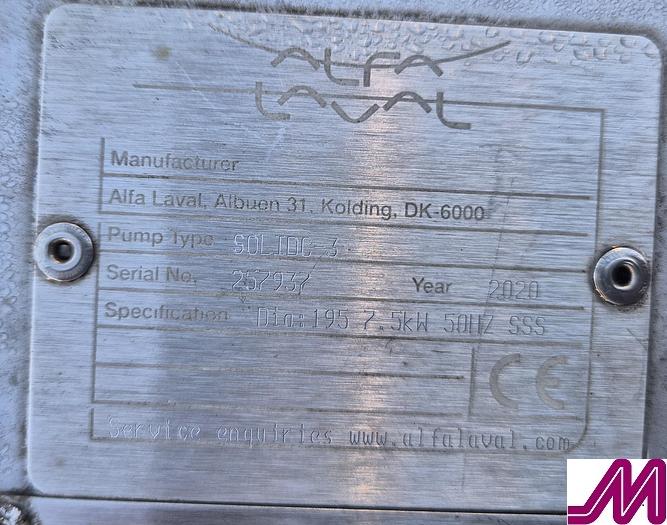 ALFA
LAVAL
Manufacturer
Alfa Laval, Albuen 31, Kolding, DK-6000
Pump Type SOLIDC-3
Serial No. 257937 Year 2020
Specification Dia:195 7.5kW 50HZ SSS
CE
Service enquiries www.alfalaval.com
M